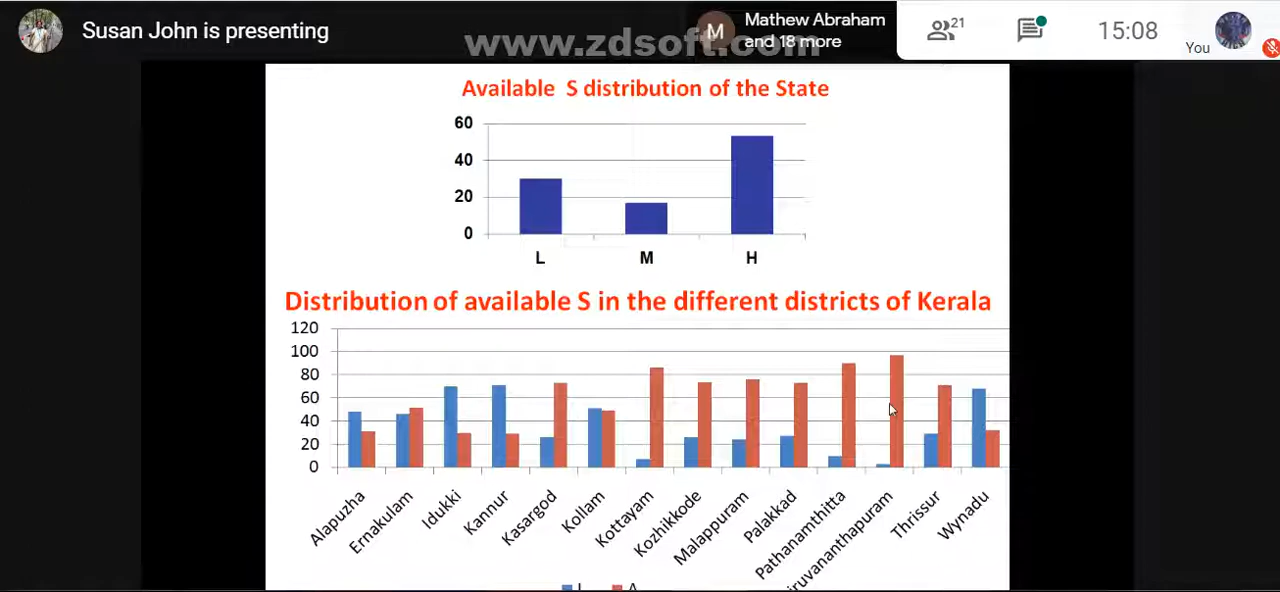 Susan John is presenting
M
Mathew Abraham
and 18 more
21
15:08
You
www.zdsoft.com
Available S distribution of the State
60
40
20
0
L M H
Distribution of available S in the different districts of Kerala
120
100
80
60
40
20
0
Alapuzha
Ernakulam
Idukki
Kannur
Kasargod
Kollam
Kottayam
Kozhikkode
Malappuram
Palakkad
Pathanamthitta
iruvananthapuram
Thrissur
Wynadu